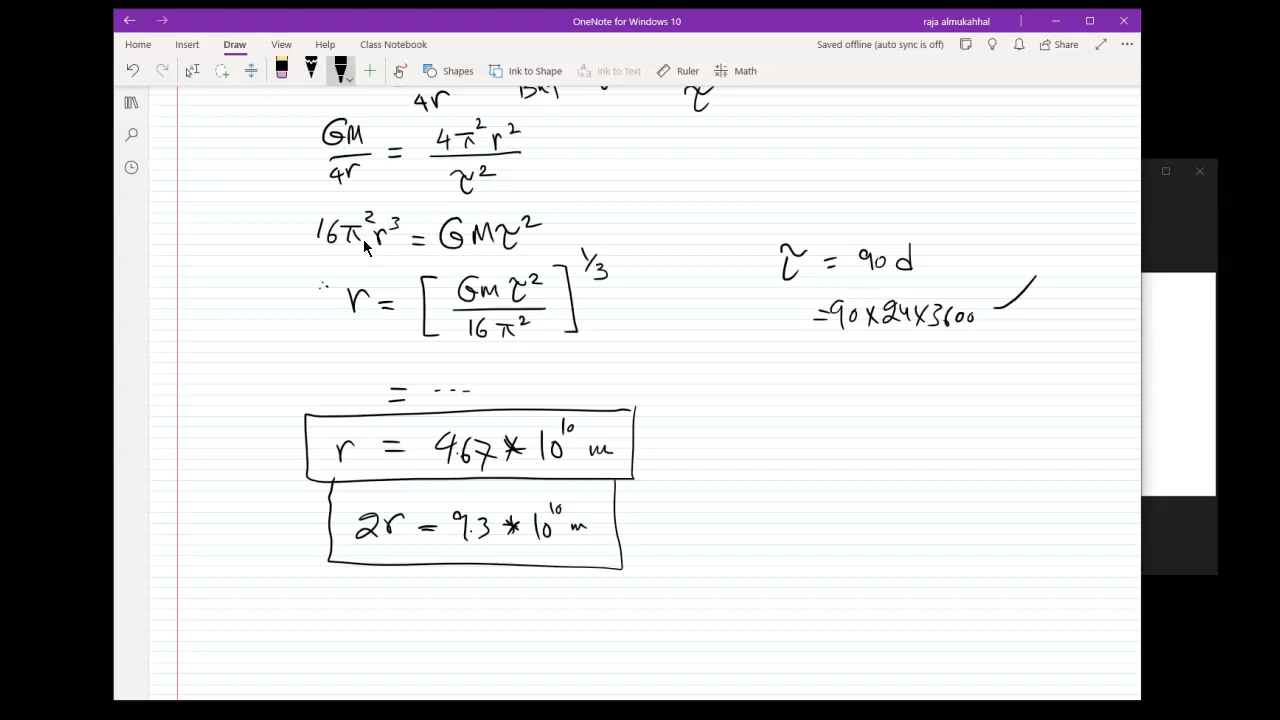 OneNote for Windows 10
raja almukahhal
Home Insert Draw View Help Class Notebook
Saved offline (auto sync is off)
Share
Shapes
Ink to Shape
Ink to Text
Ruler
Math
4r
τ
GM/4r = 4π²r²/τ²
16π²r³ = GMτ²
∴ r = [GMτ²/16π²]^1/3
τ = 90 d
=90×24×3600
= ...
r = 4.67 * 10^10 m
2r = 9.3 * 10^10 m